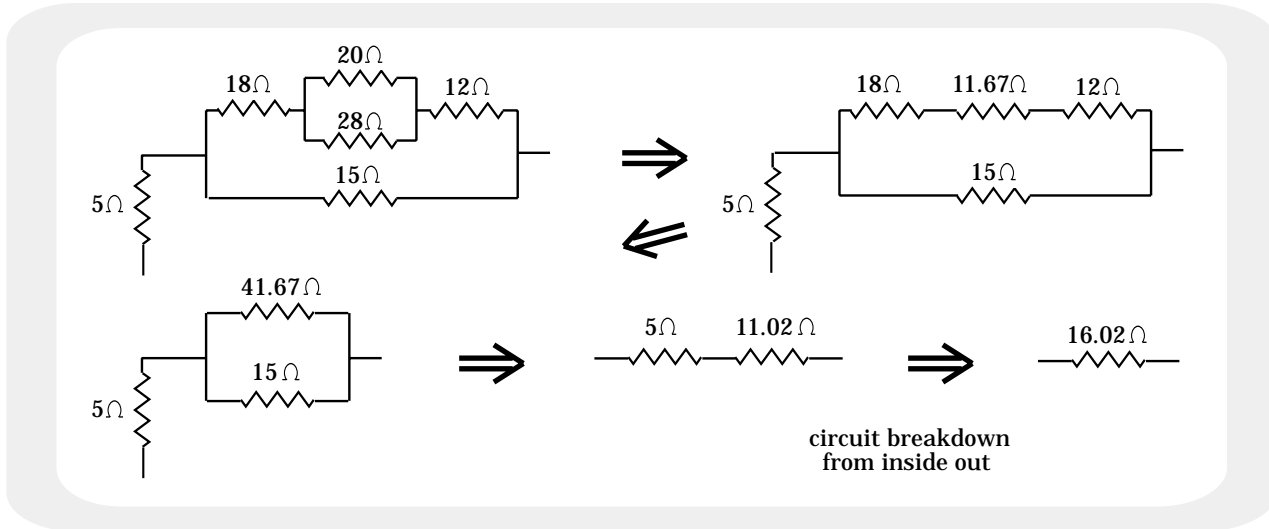 20Ω
18Ω
12Ω
28Ω
15Ω
5Ω
18Ω
11.67Ω
12Ω
15Ω
5Ω
41.67Ω
15Ω
5Ω
5Ω
11.02Ω
16.02Ω
circuit breakdown
from inside out